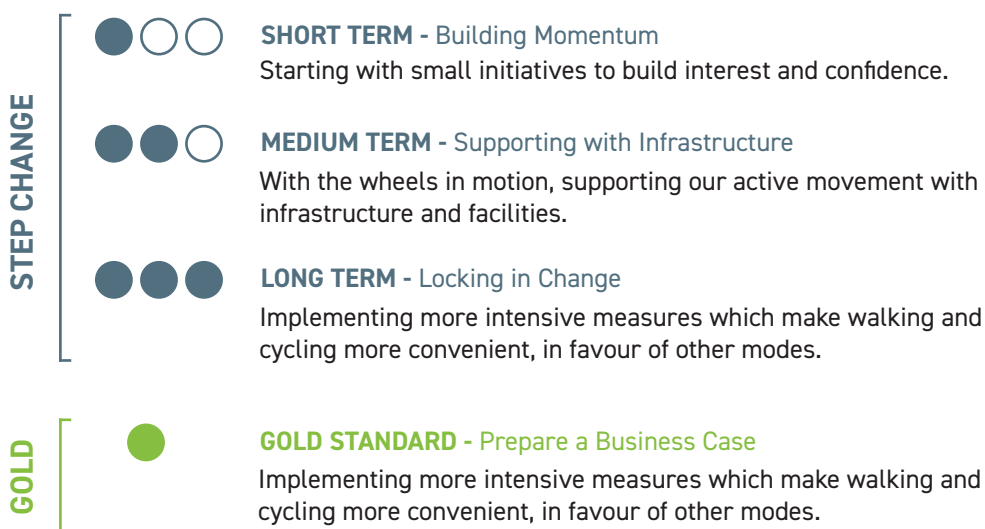 STEP CHANGE
SHORT TERM - Building Momentum
Starting with small initiatives to build interest and confidence.
MEDIUM TERM - Supporting with Infrastructure
With the wheels in motion, supporting our active movement with
infrastructure and facilities.
LONG TERM - Locking in Change
Implementing more intensive measures which make walking and
cycling more convenient, in favour of other modes.
GOLD
GOLD STANDARD - Prepare a Business Case
Implementing more intensive measures which make walking and
cycling more convenient, in favour of other modes.